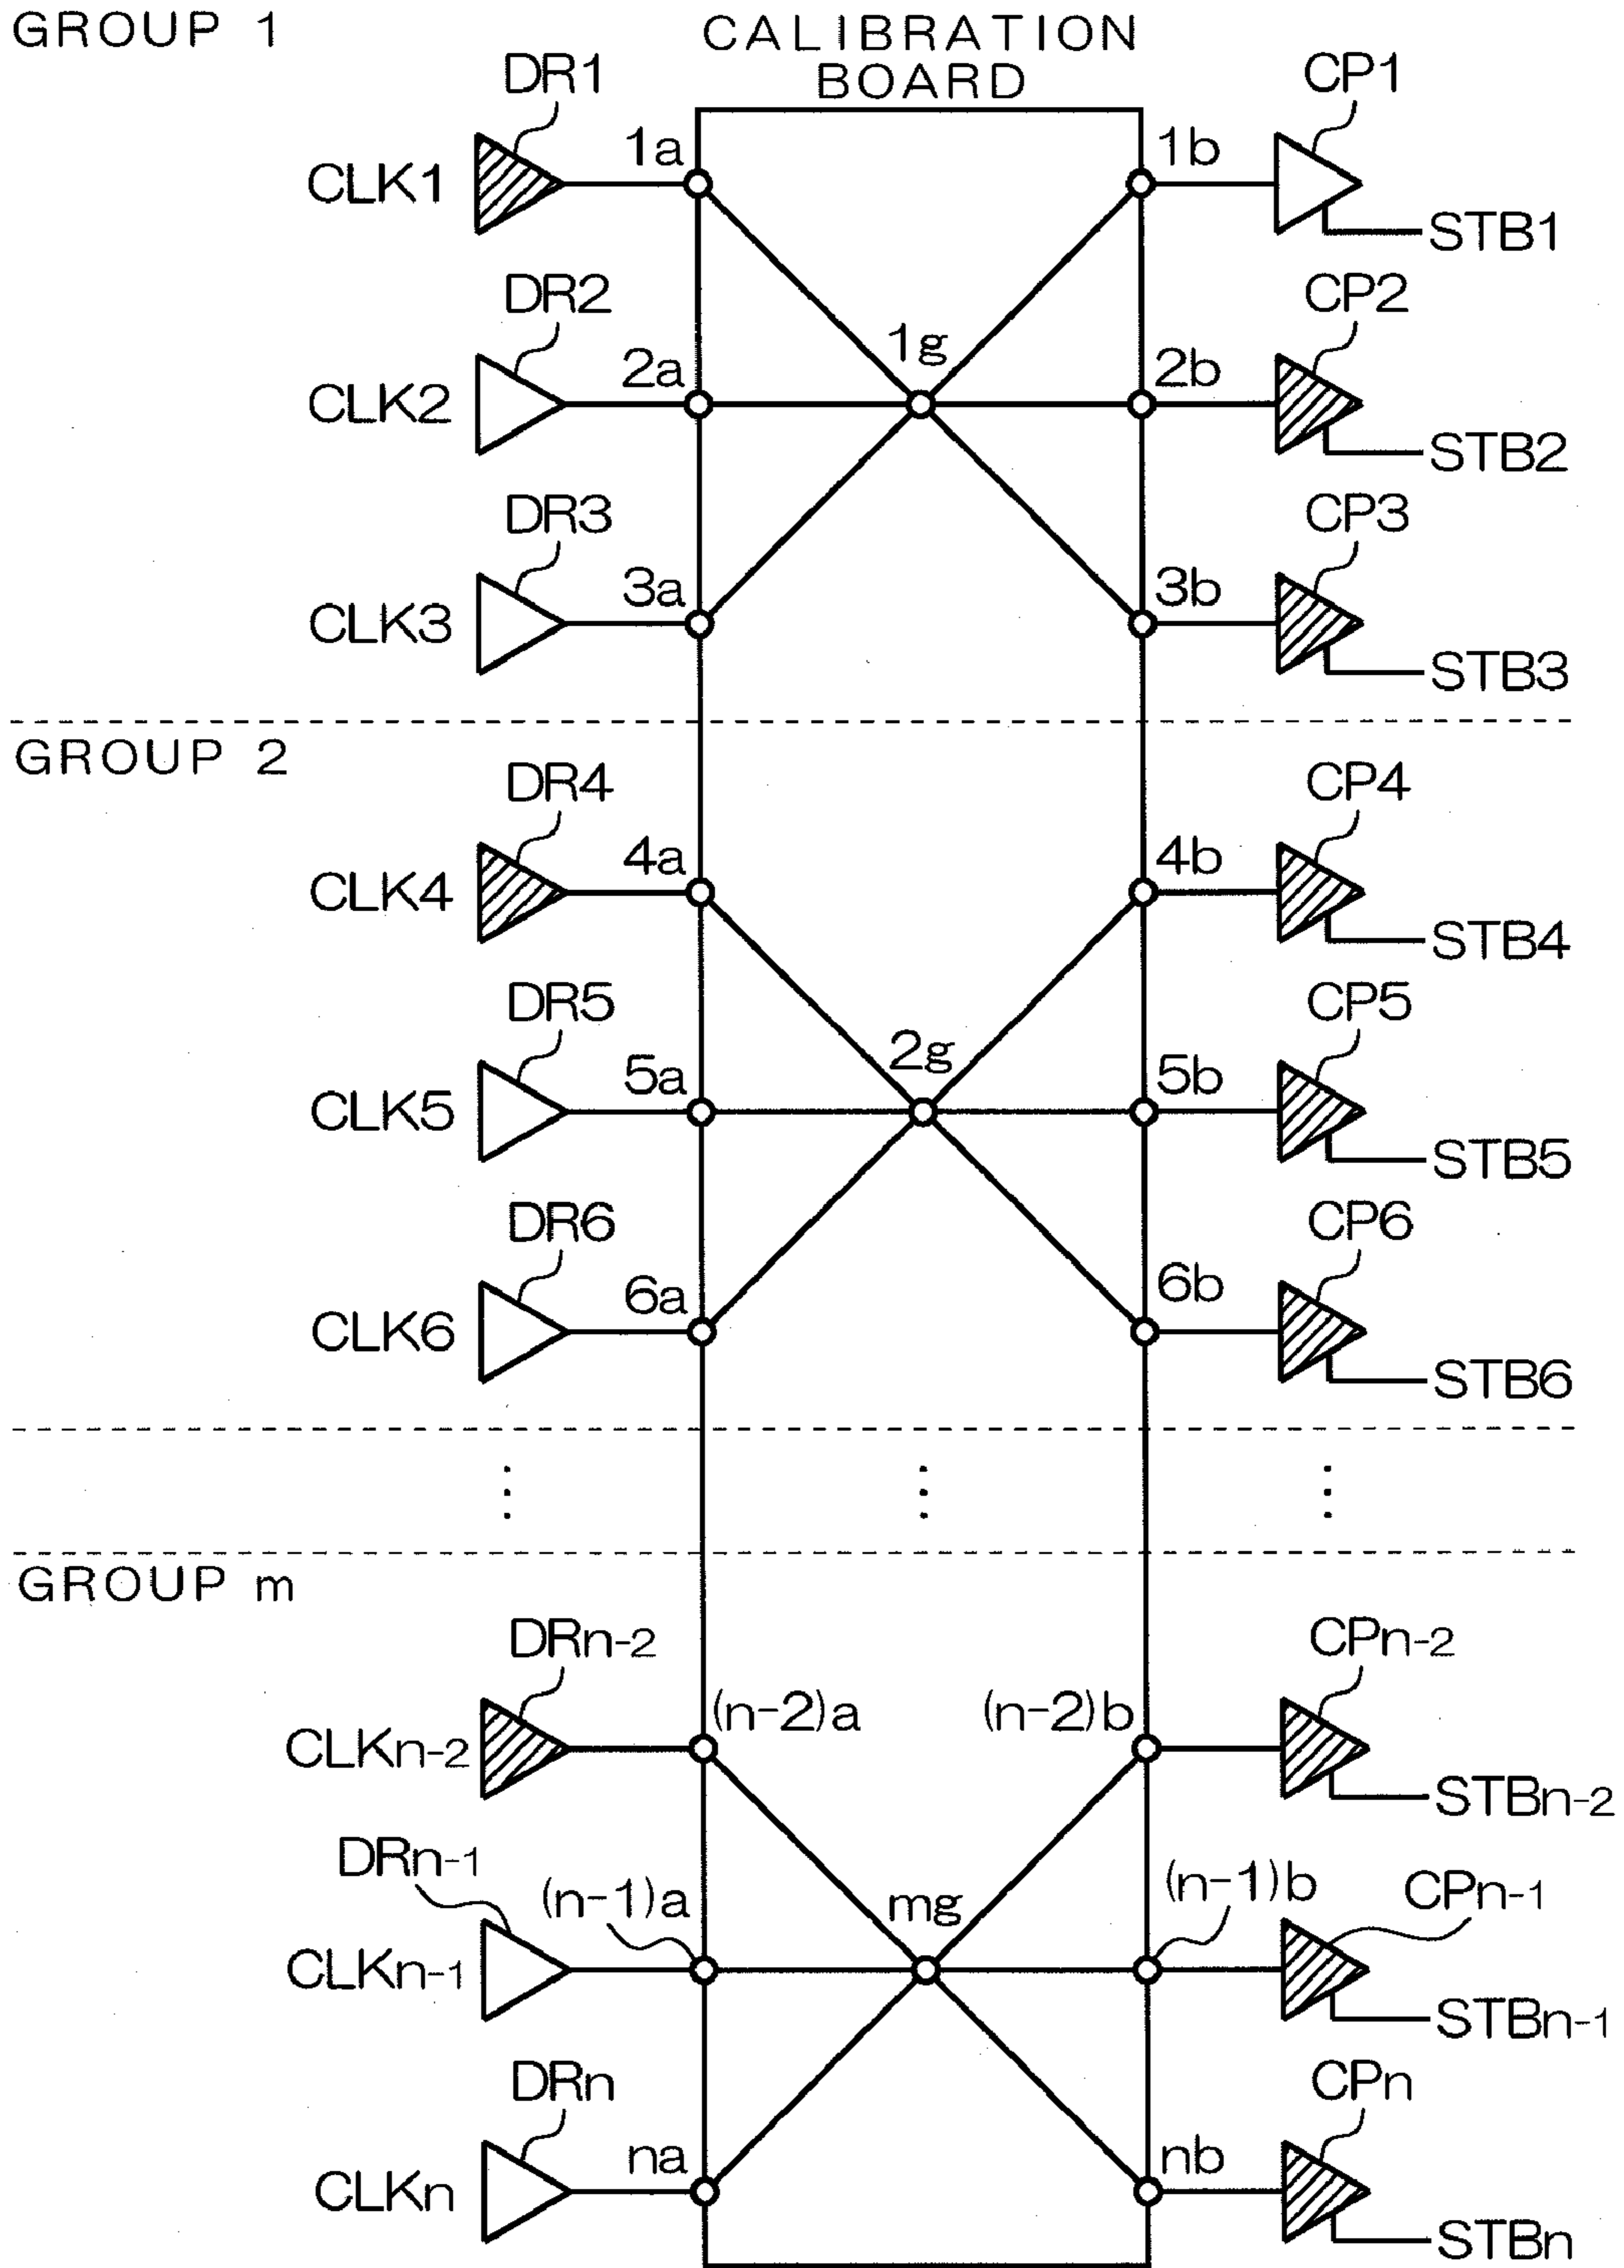 GROUP 1
CALIBRATION
BOARD
DR1
CP1
1a
1b
CLK1
STB1
DR2
CP2
1g
2a
2b
CLK2
STB2
DR3
CP3
3a
3b
CLK3
STB3
GROUP 2
DR4
CP4
4a
4b
CLK4
STB4
DR5
CP5
2g
5a
5b
CLK5
STB5
DR6
CP6
6a
6b
CLK6
STB6
GROUP m
DRn-2
CPn-2
(n-2)a
(n-2)b
CLKn-2
STBn-2
DRn-1
(n-1)a
mg
(n-1)b
CPn-1
CLKn-1
STBn-1
DRn
CPn
na
nb
CLKn
STBn